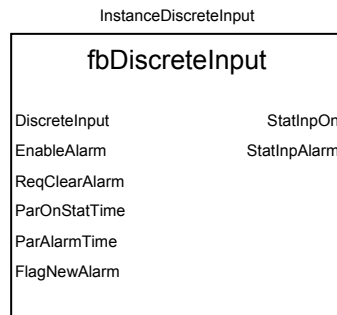 InstanceDiscreteInput
fbDiscreteInput
DiscreteInput StatInpOn
EnableAlarm StatInpAlarm
ReqClearAlarm
ParOnStatTime
ParAlarmTime
FlagNewAlarm